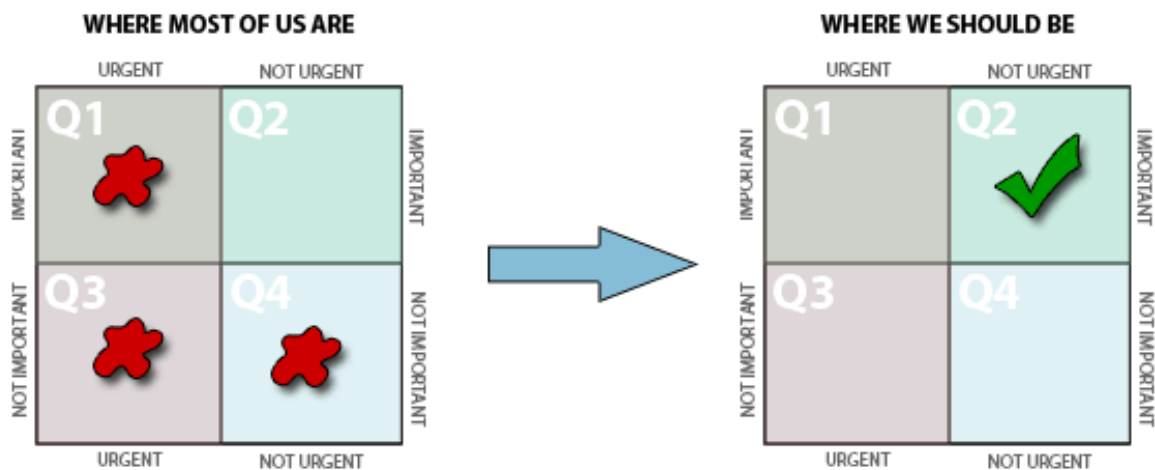 WHERE MOST OF US ARE
WHERE WE SHOULD BE
URGENT
NOT URGENT
URGENT
NOT URGENT
IMPORTANT
Q1
Q2
IMPORTANT
IMPORTANT
Q1
Q2
IMPORTANT
NOT IMPORTANT
Q3
Q4
NOT IMPORTANT
NOT IMPORTANT
Q3
Q4
NOT IMPORTANT
URGENT
NOT URGENT
URGENT
NOT URGENT